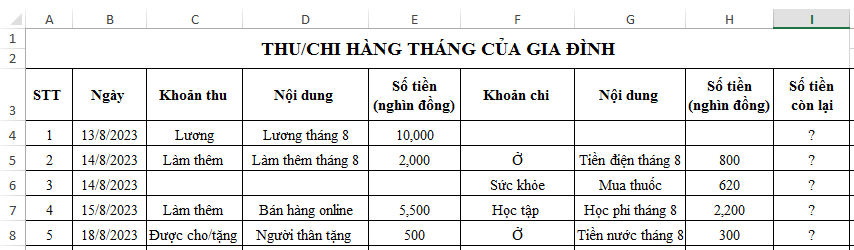 A B C D E F G H I
1
2
THU/CHI HÀNG THÁNG CỦA GIA ĐÌNH
3 STT Ngày Khoản thu Nội dung Số tiền (nghìn đồng) Khoản chi Nội dung Số tiền (nghìn đồng) Số tiền còn lại
4 1 13/8/2023 Lương Lương tháng 8 10,000 ?
5 2 14/8/2023 Làm thêm Làm thêm tháng 8 2,000 Ở Tiền điện tháng 8 800 ?
6 3 14/8/2023 Sức khỏe Mua thuốc 620 ?
7 4 15/8/2023 Làm thêm Bán hàng online 5,500 Học tập Học phí tháng 8 2,200 ?
8 5 18/8/2023 Được cho/tặng Người thân tặng 500 Ở Tiền nước tháng 8 300 ?